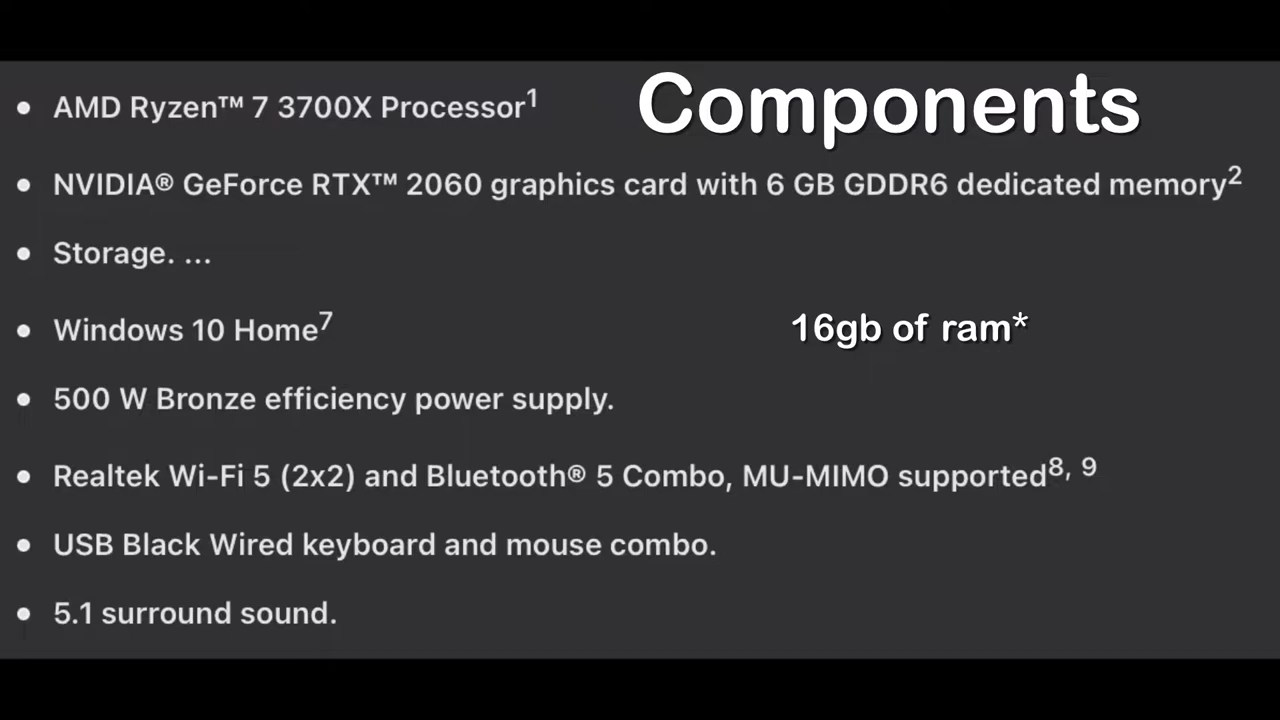 Components
• AMD Ryzen™ 7 3700X Processor¹
• NVIDIA® GeForce RTX™ 2060 graphics card with 6 GB GDDR6 dedicated memory²
• Storage. ...
• Windows 10 Home⁷
16gb of ram*
• 500 W Bronze efficiency power supply.
• Realtek Wi-Fi 5 (2x2) and Bluetooth® 5 Combo, MU-MIMO supported⁸˒ ⁹
• USB Black Wired keyboard and mouse combo.
• 5.1 surround sound.